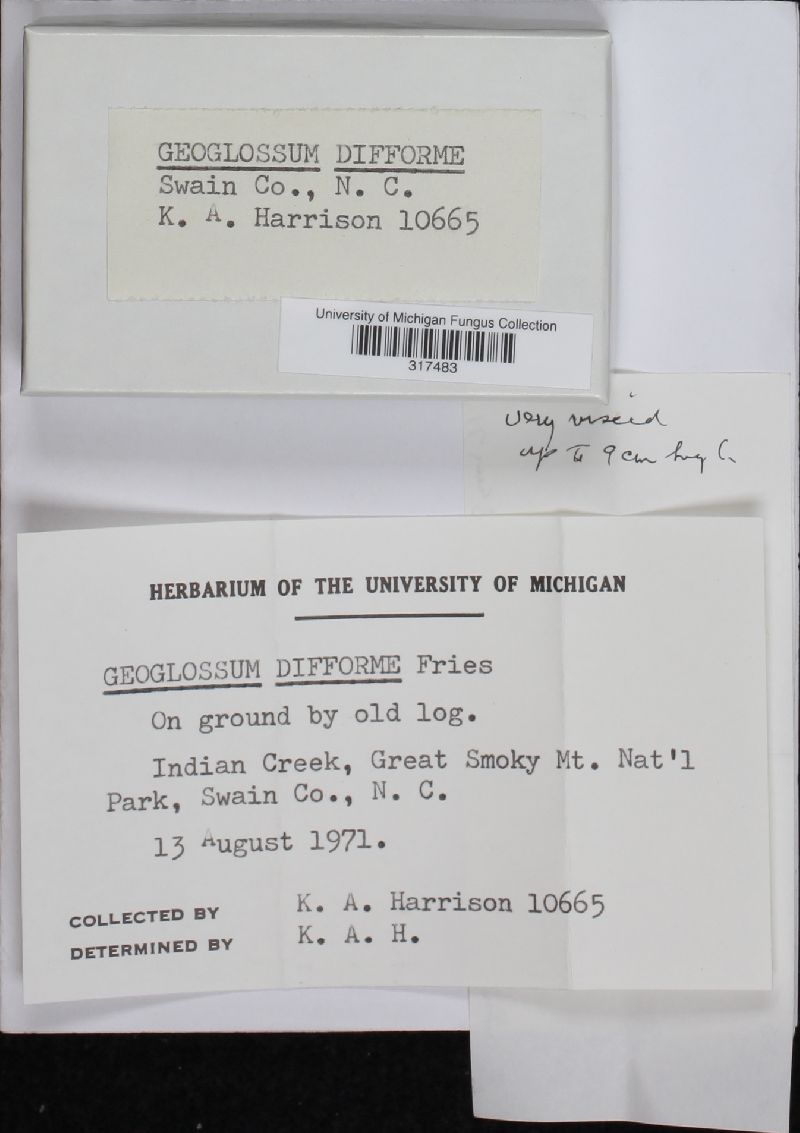 GEOGLOSSUM DIFFORME
Swain Co., N. C.
K. A. Harrison 10665
University of Michigan Fungus Collection
317483
very viscid
up to 9 cm high
HERBARIUM OF THE UNIVERSITY OF MICHIGAN
GEOGLOSSUM DIFFORME Fries
On ground by old log.
Indian Creek, Great Smoky Mt. Nat'l
Park, Swain Co., N. C.
13 August 1971.
COLLECTED BY K. A. Harrison 10665
DETERMINED BY K. A. H.